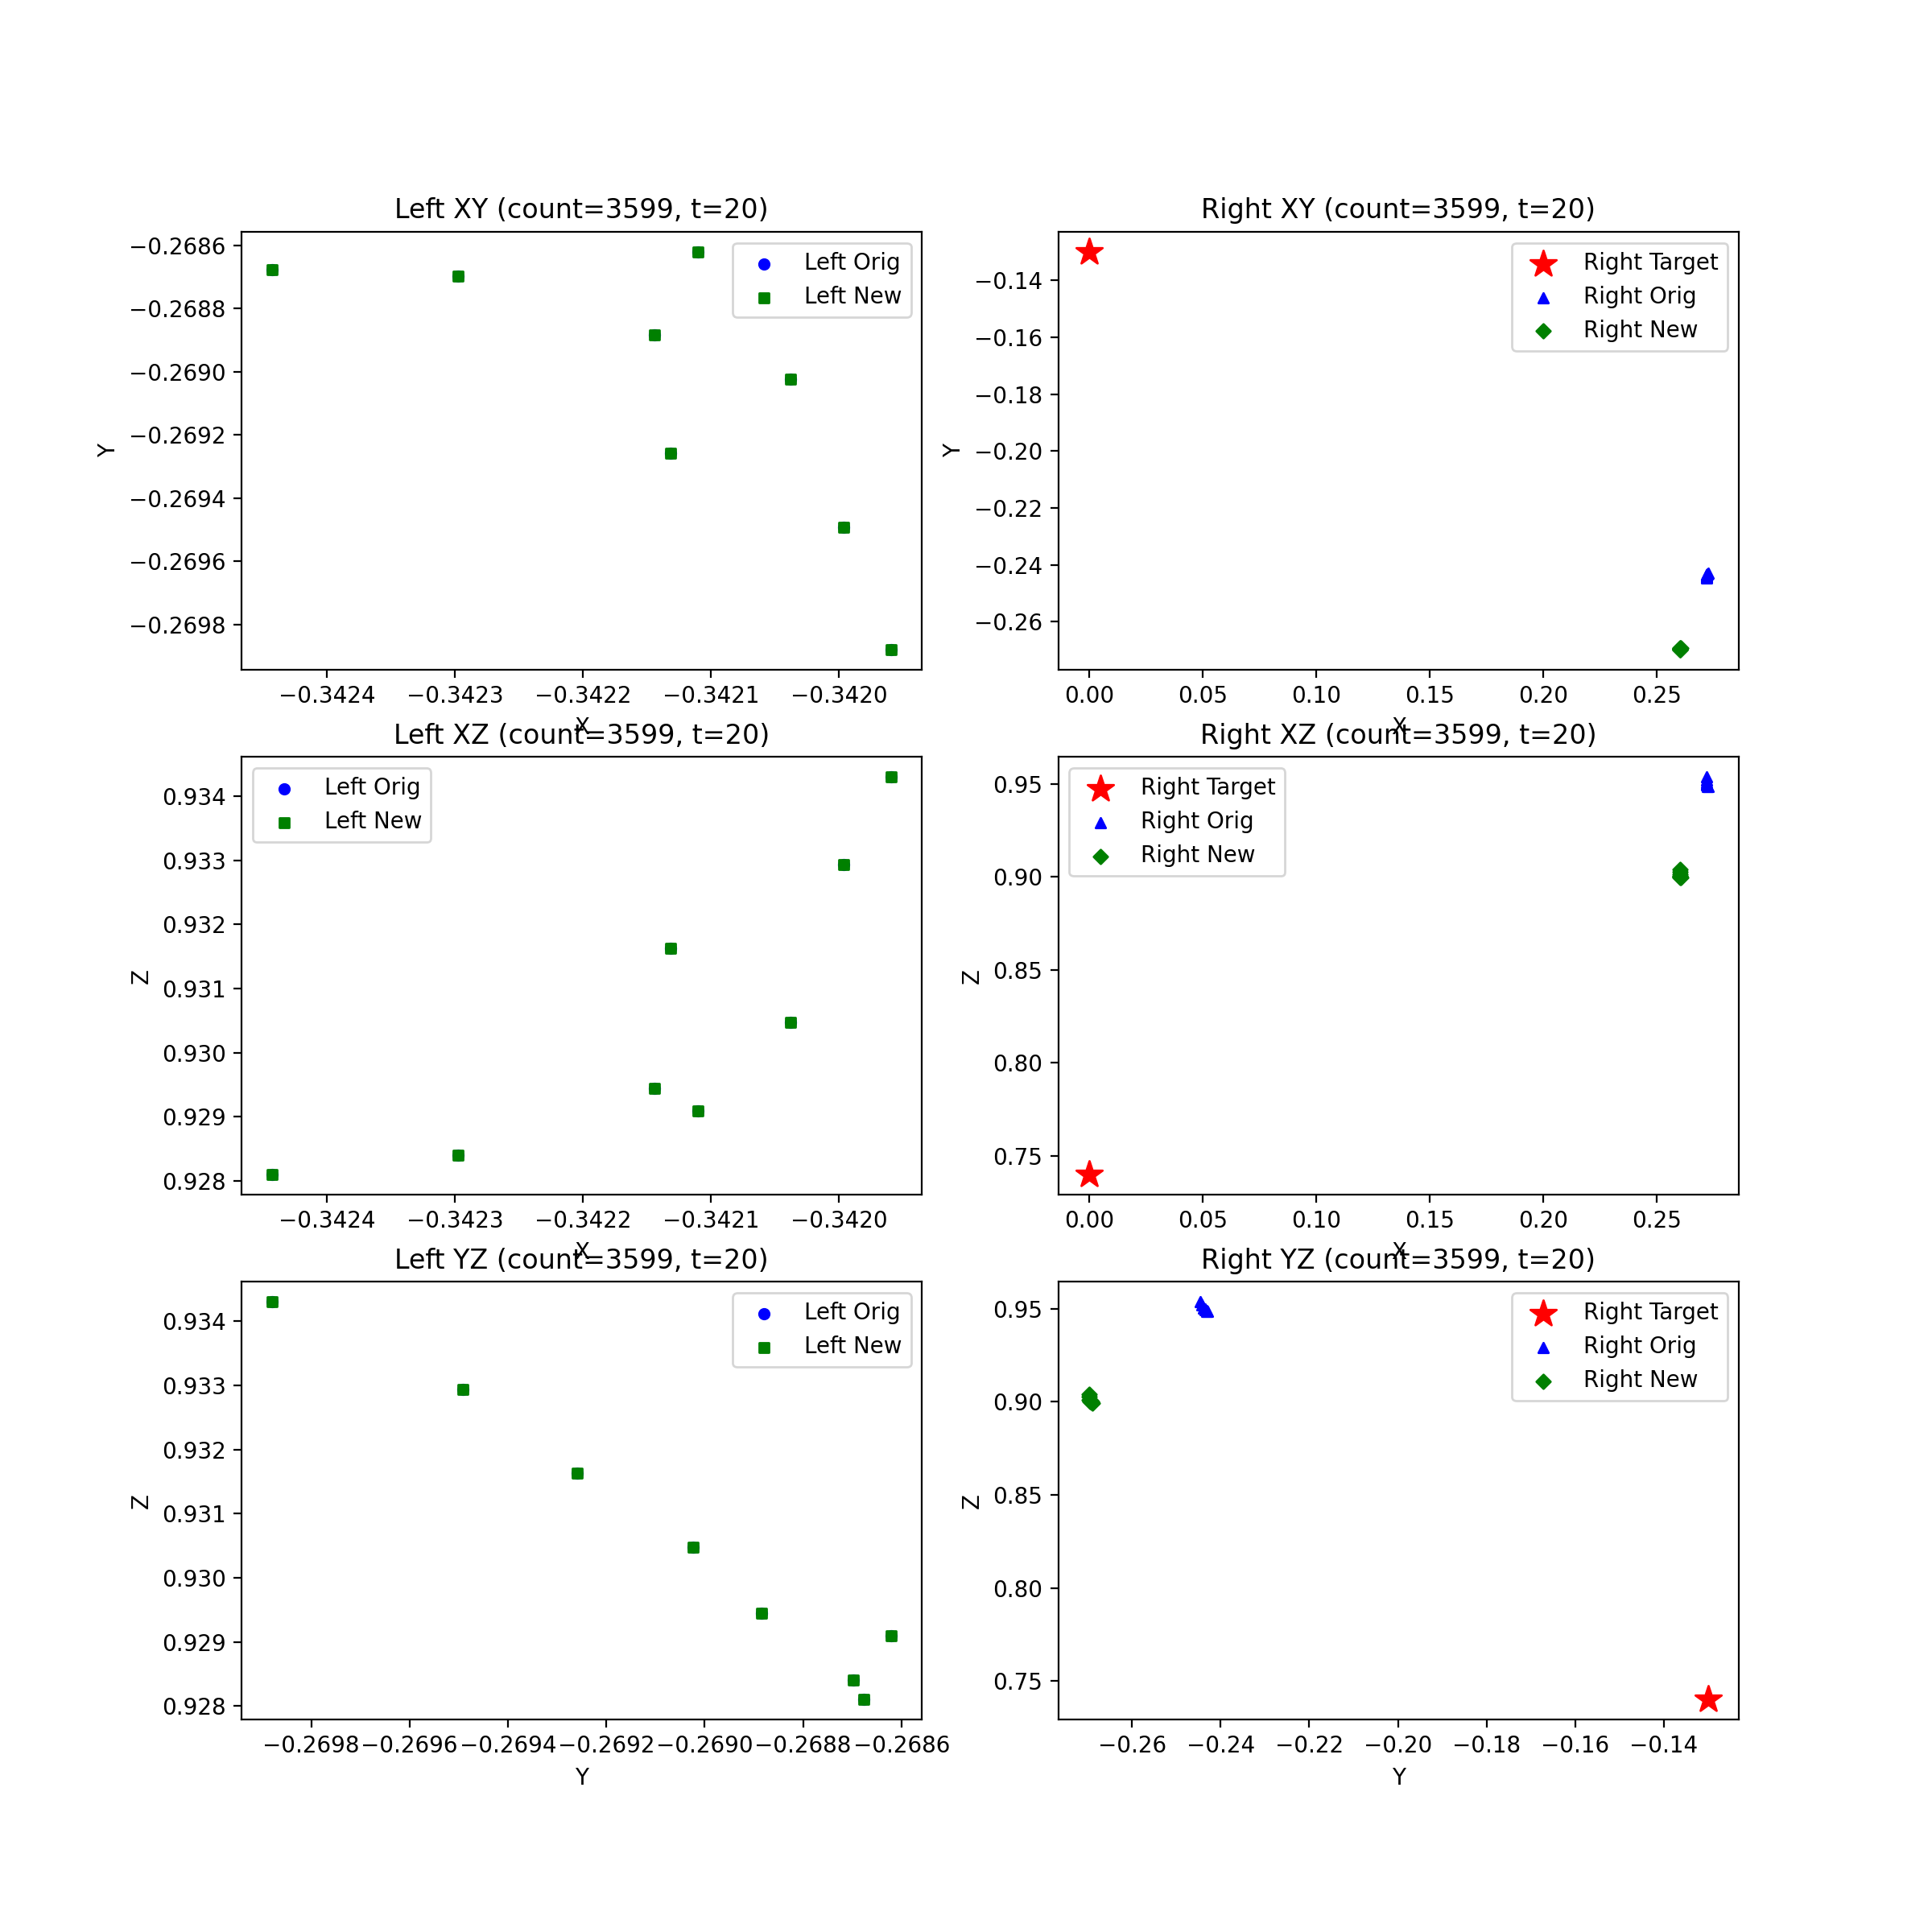 Left XY (count=3599, t=20)
−0.2686
−0.2688
−0.2690
−0.2692
−0.2694
−0.2696
−0.2698
Y
Left Orig
Left New
−0.3424 −0.3423 −0.3422 −0.3421 −0.3420
X
Right XY (count=3599, t=20)
−0.14
−0.16
−0.18
−0.20
−0.22
−0.24
−0.26
Y
Right Target
Right Orig
Right New
0.00 0.05 0.10 0.15 0.20 0.25
X
Left XZ (count=3599, t=20)
0.934
0.933
0.932
0.931
0.930
0.929
0.928
Z
Left Orig
Left New
−0.3424 −0.3423 −0.3422 −0.3421 −0.3420
X
Right XZ (count=3599, t=20)
0.95
0.90
0.85
0.80
0.75
Z
Right Target
Right Orig
Right New
0.00 0.05 0.10 0.15 0.20 0.25
X
Left YZ (count=3599, t=20)
0.934
0.933
0.932
0.931
0.930
0.929
0.928
Z
Left Orig
Left New
−0.2698 −0.2696 −0.2694 −0.2692 −0.2690 −0.2688 −0.2686
Y
Right YZ (count=3599, t=20)
0.95
0.90
0.85
0.80
0.75
Z
Right Target
Right Orig
Right New
−0.26 −0.24 −0.22 −0.20 −0.18 −0.16 −0.14
Y